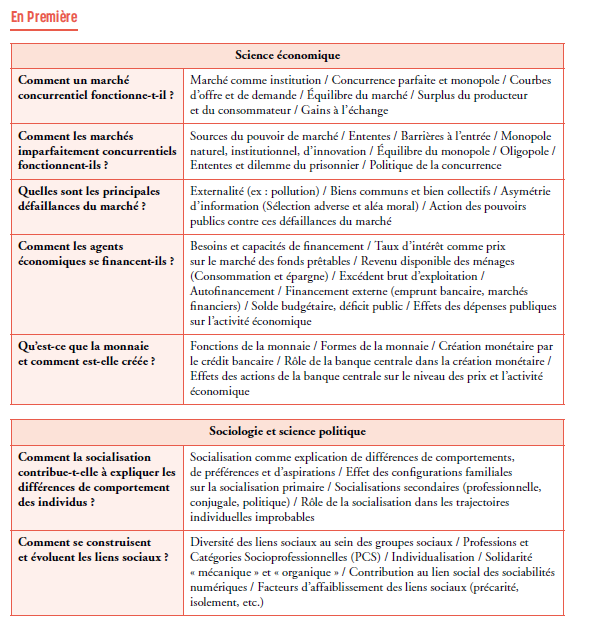 En Première
Science économique
Comment un marché
concurrentiel fonctionne-t-il ?
Marché comme institution / Concurrence parfaite et monopole / Courbes
d'offre et de demande / Équilibre du marché / Surplus du producteur
et du consommateur / Gains à l'échange
Comment les marchés
imparfaitement concurrentiels
fonctionnent-ils ?
Sources du pouvoir de marché / Ententes / Barrières à l'entrée / Monopole
naturel, institutionnel, d'innovation / Équilibre du monopole / Oligopole /
Ententes et dilemme du prisonnier / Politique de la concurrence
Quelles sont les principales
défaillances du marché ?
Externalité (ex : pollution) / Biens communs et bien collectifs / Asymétrie
d'information (Sélection adverse et aléa moral) / Action des pouvoirs
publics contre ces défaillances du marché
Comment les agents
économiques se financent-ils ?
Besoins et capacités de financement / Taux d'intérêt comme prix
sur le marché des fonds prêtables / Revenu disponible des ménages
(Consommation et épargne) / Excédent brut d'exploitation /
Autofinancement / Financement externe (emprunt bancaire, marchés
financiers) / Solde budgétaire, déficit public / Effets des dépenses publiques
sur l'activité économique
Qu'est-ce que la monnaie
et comment est-elle créée ?
Fonctions de la monnaie / Formes de la monnaie / Création monétaire par
le crédit bancaire / Rôle de la banque centrale dans la création monétaire /
Effets des actions de la banque centrale sur le niveau des prix et l'activité
économique
Sociologie et science politique
Comment la socialisation
contribue-t-elle à expliquer les
différences de comportement
des individus ?
Socialisation comme explication de différences de comportements,
de préférences et d'aspirations / Effet des configurations familiales
sur la socialisation primaire / Socialisations secondaires (professionnelle,
conjugale, politique) / Rôle de la socialisation dans les trajectoires
individuelles improbables
Comment se construisent
et évoluent les liens sociaux ?
Diversité des liens sociaux au sein des groupes sociaux / Professions et
Catégories Socioprofessionnelles (PCS) / Individualisation / Solidarité
« mécanique » et « organique » / Contribution au lien social des sociabilités
numériques / Facteurs d'affaiblissement des liens sociaux (précarité,
isolement, etc.)